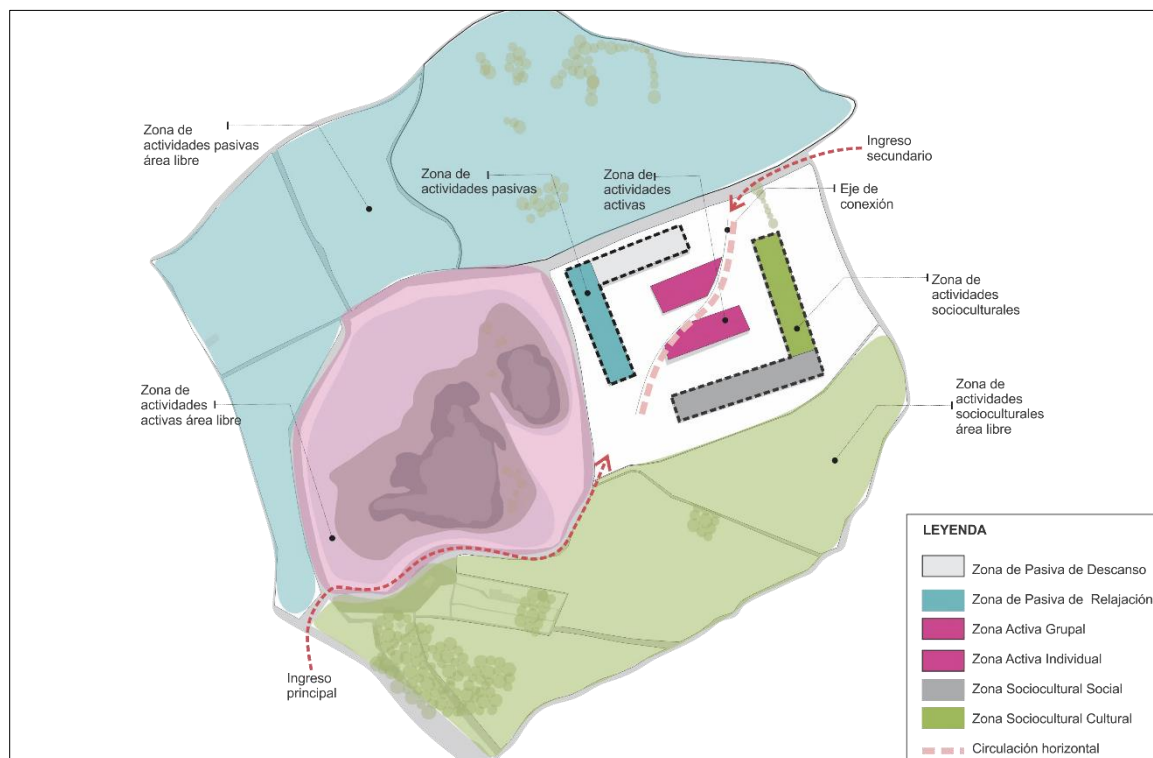 Zona de
actividades pasivas
área libre
Zona de
actividades pasivas
Zona de
actividades
activas
Ingreso
secundario
Eje de
conexión
Zona de
actividades
socioculturales
Zona de
actividades
activas área libre
Zona de
actividades
socioculturales
área libre
Ingreso
principal
LEYENDA
Zona de Pasiva de Descanso
Zona de Pasiva de Relajación
Zona Activa Grupal
Zona Activa Individual
Zona Sociocultural Social
Zona Sociocultural Cultural
Circulación horizontal